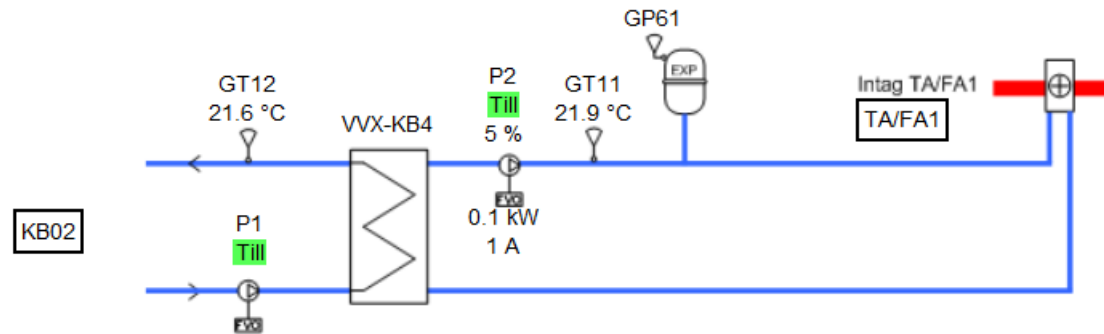 GP61
GT12
21.6 °C
VVX-KB4
P2
Till
5 %
GT11
21.9 °C
EXP
Intag TA/FA1
TA/FA1
KB02
P1
Till
FVO
FVO
0.1 kW
1 A